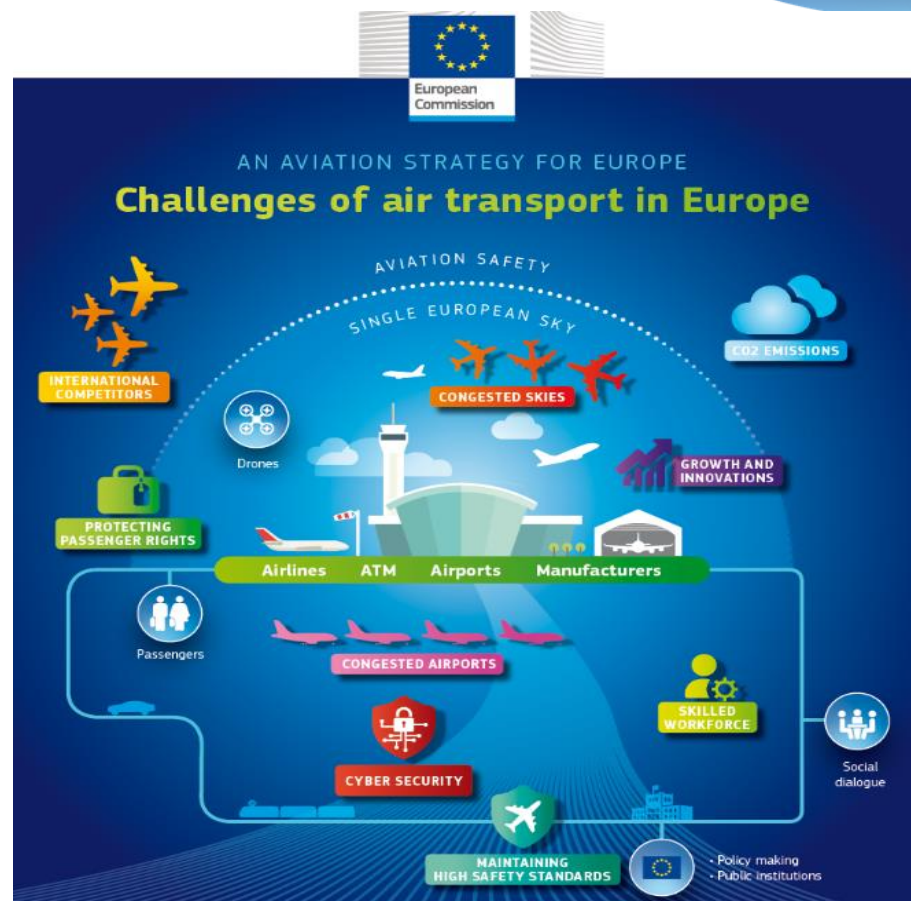 European
Commission
AN AVIATION STRATEGY FOR EUROPE
Challenges of air transport in Europe
AVIATION SAFETY
SINGLE EUROPEAN SKY
INTERNATIONAL
COMPETITORS
CONGESTED SKIES
CO2 EMISSIONS
Drones
GROWTH AND
INNOVATIONS
PROTECTING
PASSENGER RIGHTS
Airlines ATM Airports Manufacturers
Passengers
CONGESTED AIRPORTS
SKILLED
WORKFORCE
CYBER SECURITY
Social
dialogue
MAINTAINING
HIGH SAFETY STANDARDS
• Policy making
• Public institutions